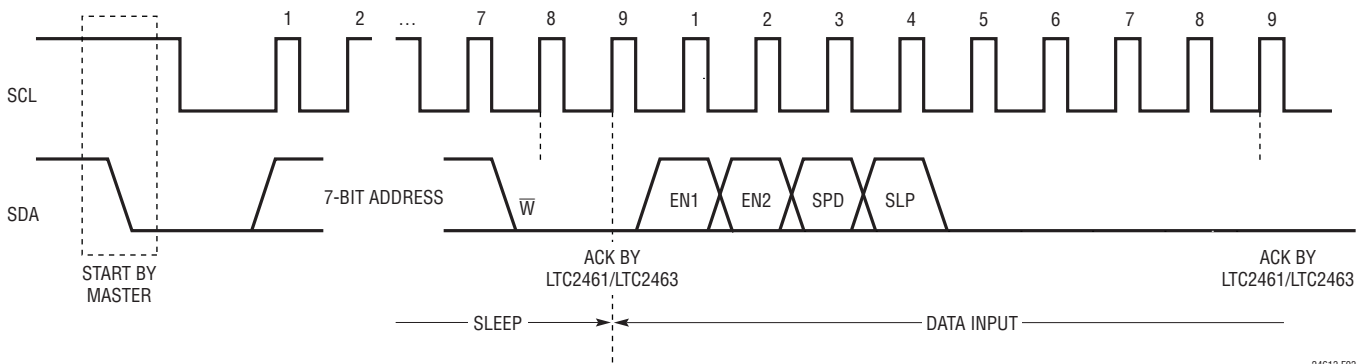 1 2 … 7 8 9 1 2 3 4 5 6 7 8 9
SCL
SDA
7-BIT ADDRESS
W̅
EN1 EN2 SPD SLP
START BY
MASTER
ACK BY
LTC2461/LTC2463
ACK BY
LTC2461/LTC2463
SLEEP
DATA INPUT